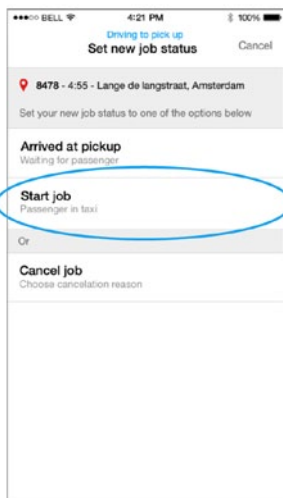 BELL 4:21 PM 100%
Driving to pick up
Set new job status Cancel
8478 - 4:55 - Lange de langstraat, Amsterdam
Set your new job status to one of the options below
Arrived at pickup
Waiting for passenger
Start job
Passenger in taxi
Or
Cancel job
Choose cancelation reason